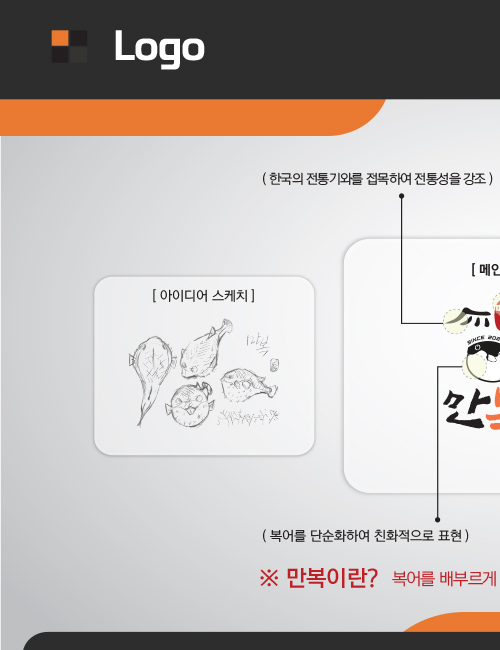 Logo
( 한국의 전통기와를 접목하여 전통성을 강조 )
[ 메인
[ 아이디어 스케치 ]
만복
SINCE 202
만
( 복어를 단순화하여 친화적으로 표현 )
※ 만복이란? 복어를 배부르게